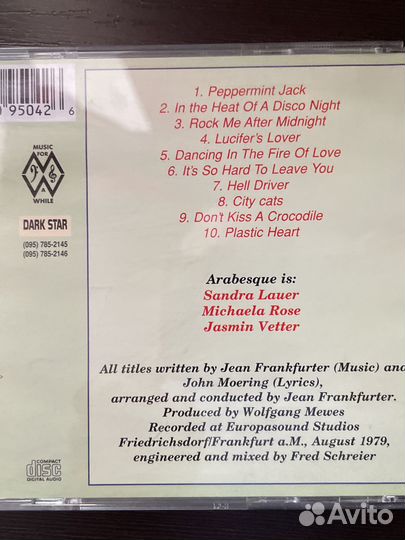 95042 6
MUSIC
FOR
A
WHILE
DARK STAR
(095) 785-2145
(095) 785-2146
1. Peppermint Jack
2. In the Heat Of A Disco Night
3. Rock Me After Midnight
4. Lucifer's Lover
5. Dancing In The Fire Of Love
6. It's So Hard To Leave You
7. Hell Driver
8. City cats
9. Don't Kiss A Crocodile
10. Plastic Heart
Arabesque is:
Sandra Lauer
Michaela Rose
Jasmin Vetter
All titles written by Jean Frankfurter (Music) and
John Moering (Lyrics),
arranged and conducted by Jean Frankfurter.
Produced by Wolfgang Mewes
Recorded at Europasound Studios
Friedrichsdorf/Frankfurt a.M., August 1979,
engineered and mixed by Fred Schreier
COMPACT
disc
DIGITAL AUDIO
Avito